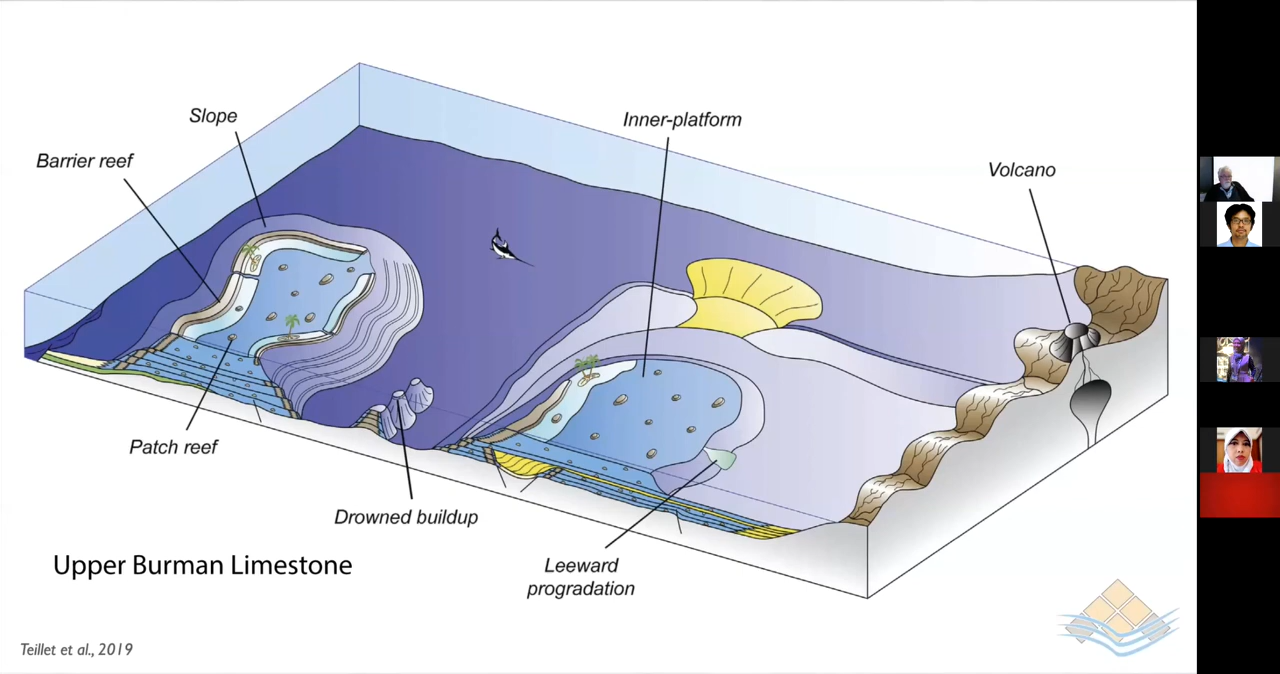 Slope
Inner-platform
Barrier reef
Volcano
Patch reef
Drowned buildup
Leeward
progradation
Upper Burman Limestone
Teillet et al., 2019